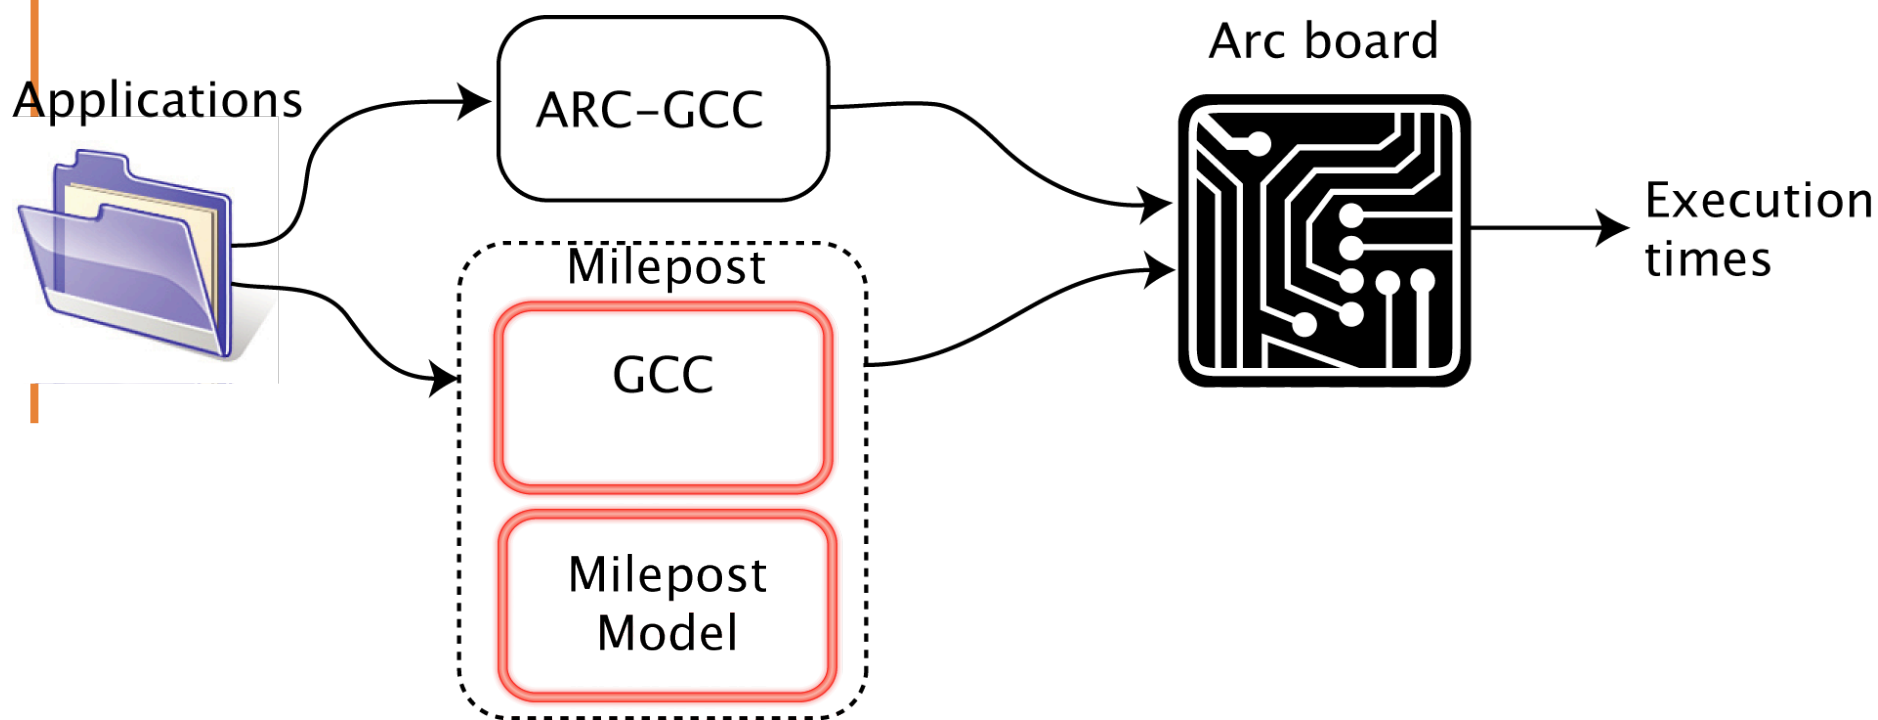 Applications
ARC-GCC
Arc board
Execution
times
Milepost
GCC
Milepost
Model